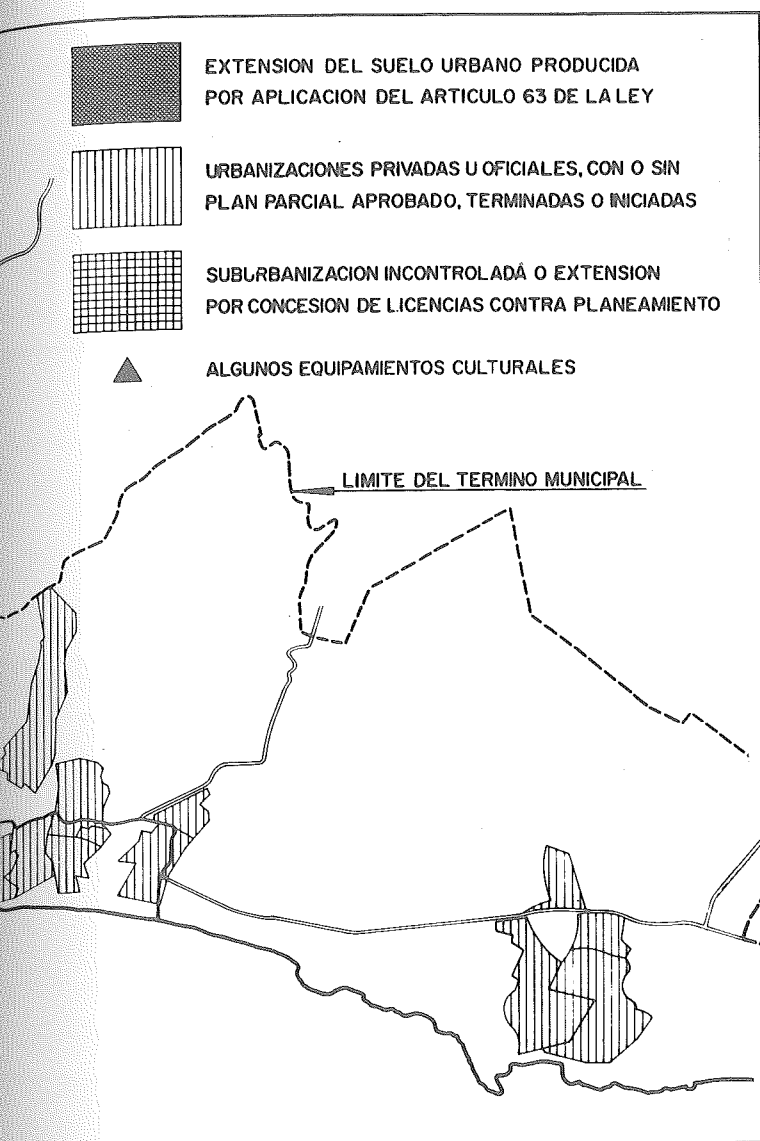 EXTENSION DEL SUELO URBANO PRODUCIDA
POR APLICACION DEL ARTICULO 63 DE LA LEY
URBANIZACIONES PRIVADAS U OFICIALES, CON O SIN
PLAN PARCIAL APROBADO, TERMINADAS O INICIADAS
SUBURBANIZACION INCONTROLADA O EXTENSION
POR CONCESION DE LICENCIAS CONTRA PLANEAMIENTO
ALGUNOS EQUIPAMIENTOS CULTURALES
LIMITE DEL TERMINO MUNICIPAL